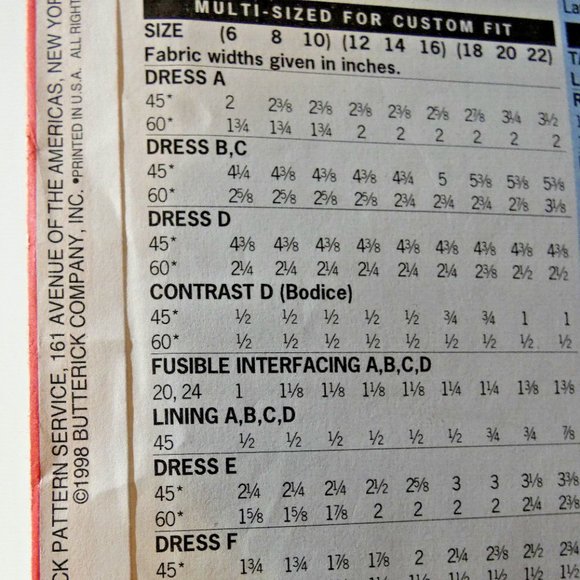 MULTI-SIZED FOR CUSTOM FIT
SIZE (6 8 10) (12 14 16) (18 20 22)
Fabric widths given in inches.
DRESS A
45* 2 2⅜ 2⅜ 2⅜ 2⅜ 2⅝ 2⅞ 3¼ 3½
60* 1¾ 1¾ 1¾ 2 2 2 2 2 2
DRESS B,C
45* 4¼ 4⅜ 4⅜ 4⅜ 4¾ 5 5⅜ 5⅜ 5⅜
60* 2⅝ 2⅝ 2⅝ 2⅝ 2¾ 2¾ 2¾ 2⅞ 3⅛
DRESS D
45* 4⅜ 4⅜ 4⅜ 4⅜ 4⅜ 4⅜ 4⅜ 4⅜ 4⅜
60* 2¼ 2¼ 2¼ 2¼ 2¼ 2¼ 2⅜ 2½ 2½
CONTRAST D (Bodice)
45* ½ ½ ½ ½ ½ ¾ ¾ 1 1
60* ½ ½ ½ ½ ½ ½ ½ ½ ½
FUSIBLE INTERFACING A,B,C,D
20, 24 1 1⅛ 1⅛ 1⅛ 1⅛ 1¼ 1¼ 1⅜ 1⅜
LINING A,B,C,D
45 ½ ½ ½ ½ ½ ½ ¾ ¾ ⅞
DRESS E
45* 2¼ 2¼ 2¼ 2½ 2⅝ 3 3 3⅛ 3⅜
60* 1⅝ 1⅝ 1⅞ 2 2 2 2 2¼ 2⅜
DRESS F
45* 1¾ 1¾ 1⅞ 1⅞ 2 2¼ 2⅜ 2½ 2¾
PATTERN SERVICE, 161 AVENUE OF THE AMERICAS, NEW YOR
©1998 BUTTERICK COMPANY, INC. •PRINTED IN U.S.A. ALL RIGHT